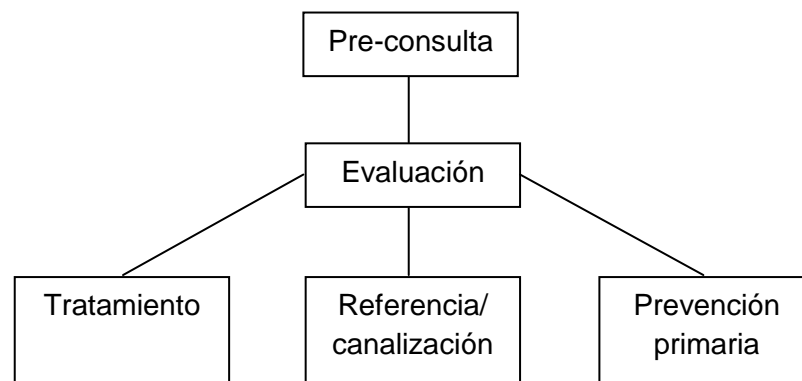 Pre-consulta
Evaluación
Tratamiento
Referencia/
canalización
Prevención
primaria